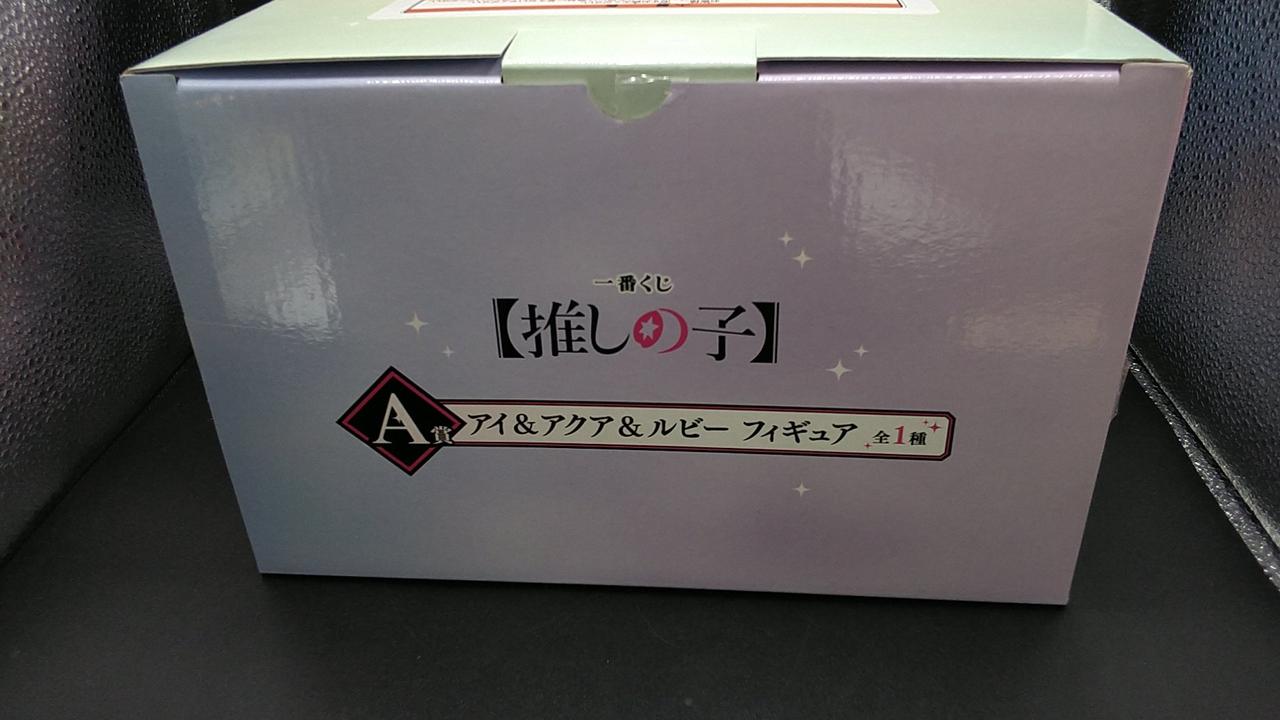 一番くじ
【推しの子】
A賞 アイ&アクア&ルビー フィギュア 全1種